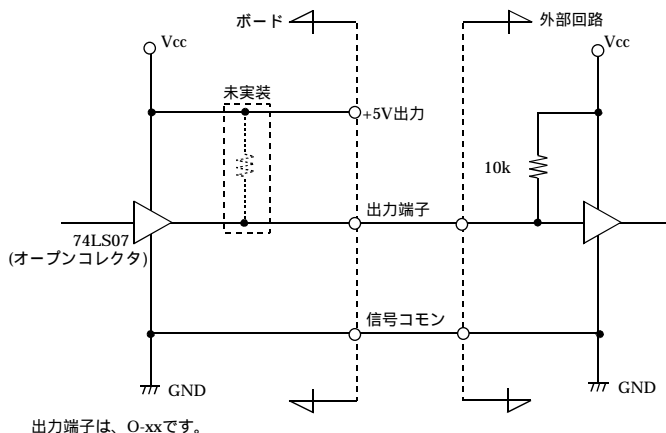 ボード
外部回路
Vcc
Vcc
未実装
+5V出力
10k
出力端子
74LS07
(オープンコレクタ)
信号コモン
GND
GND
出力端子は、O-xxです。